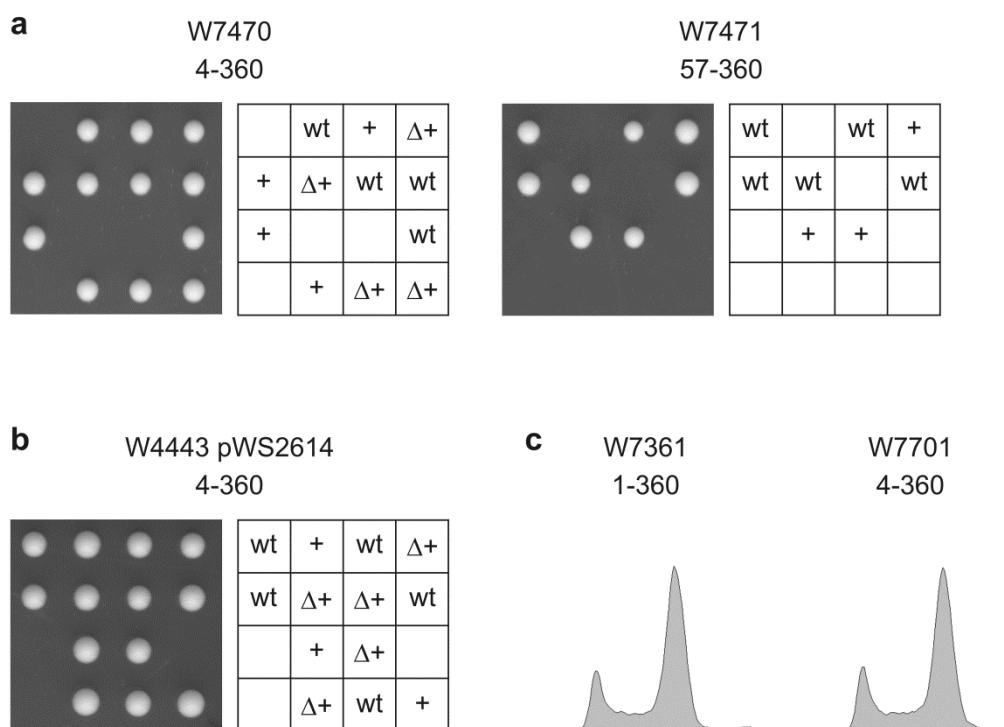 a
W7470
4-360
wt + Δ+
+ Δ+ wt wt
+ wt
+ Δ+ Δ+
W7471
57-360
wt wt +
wt wt wt
+ +
b
W4443 pWS2614
4-360
wt + wt Δ+
wt Δ+ Δ+ wt
+ Δ+
Δ+ wt +
c
W7361
1-360
W7701
4-360